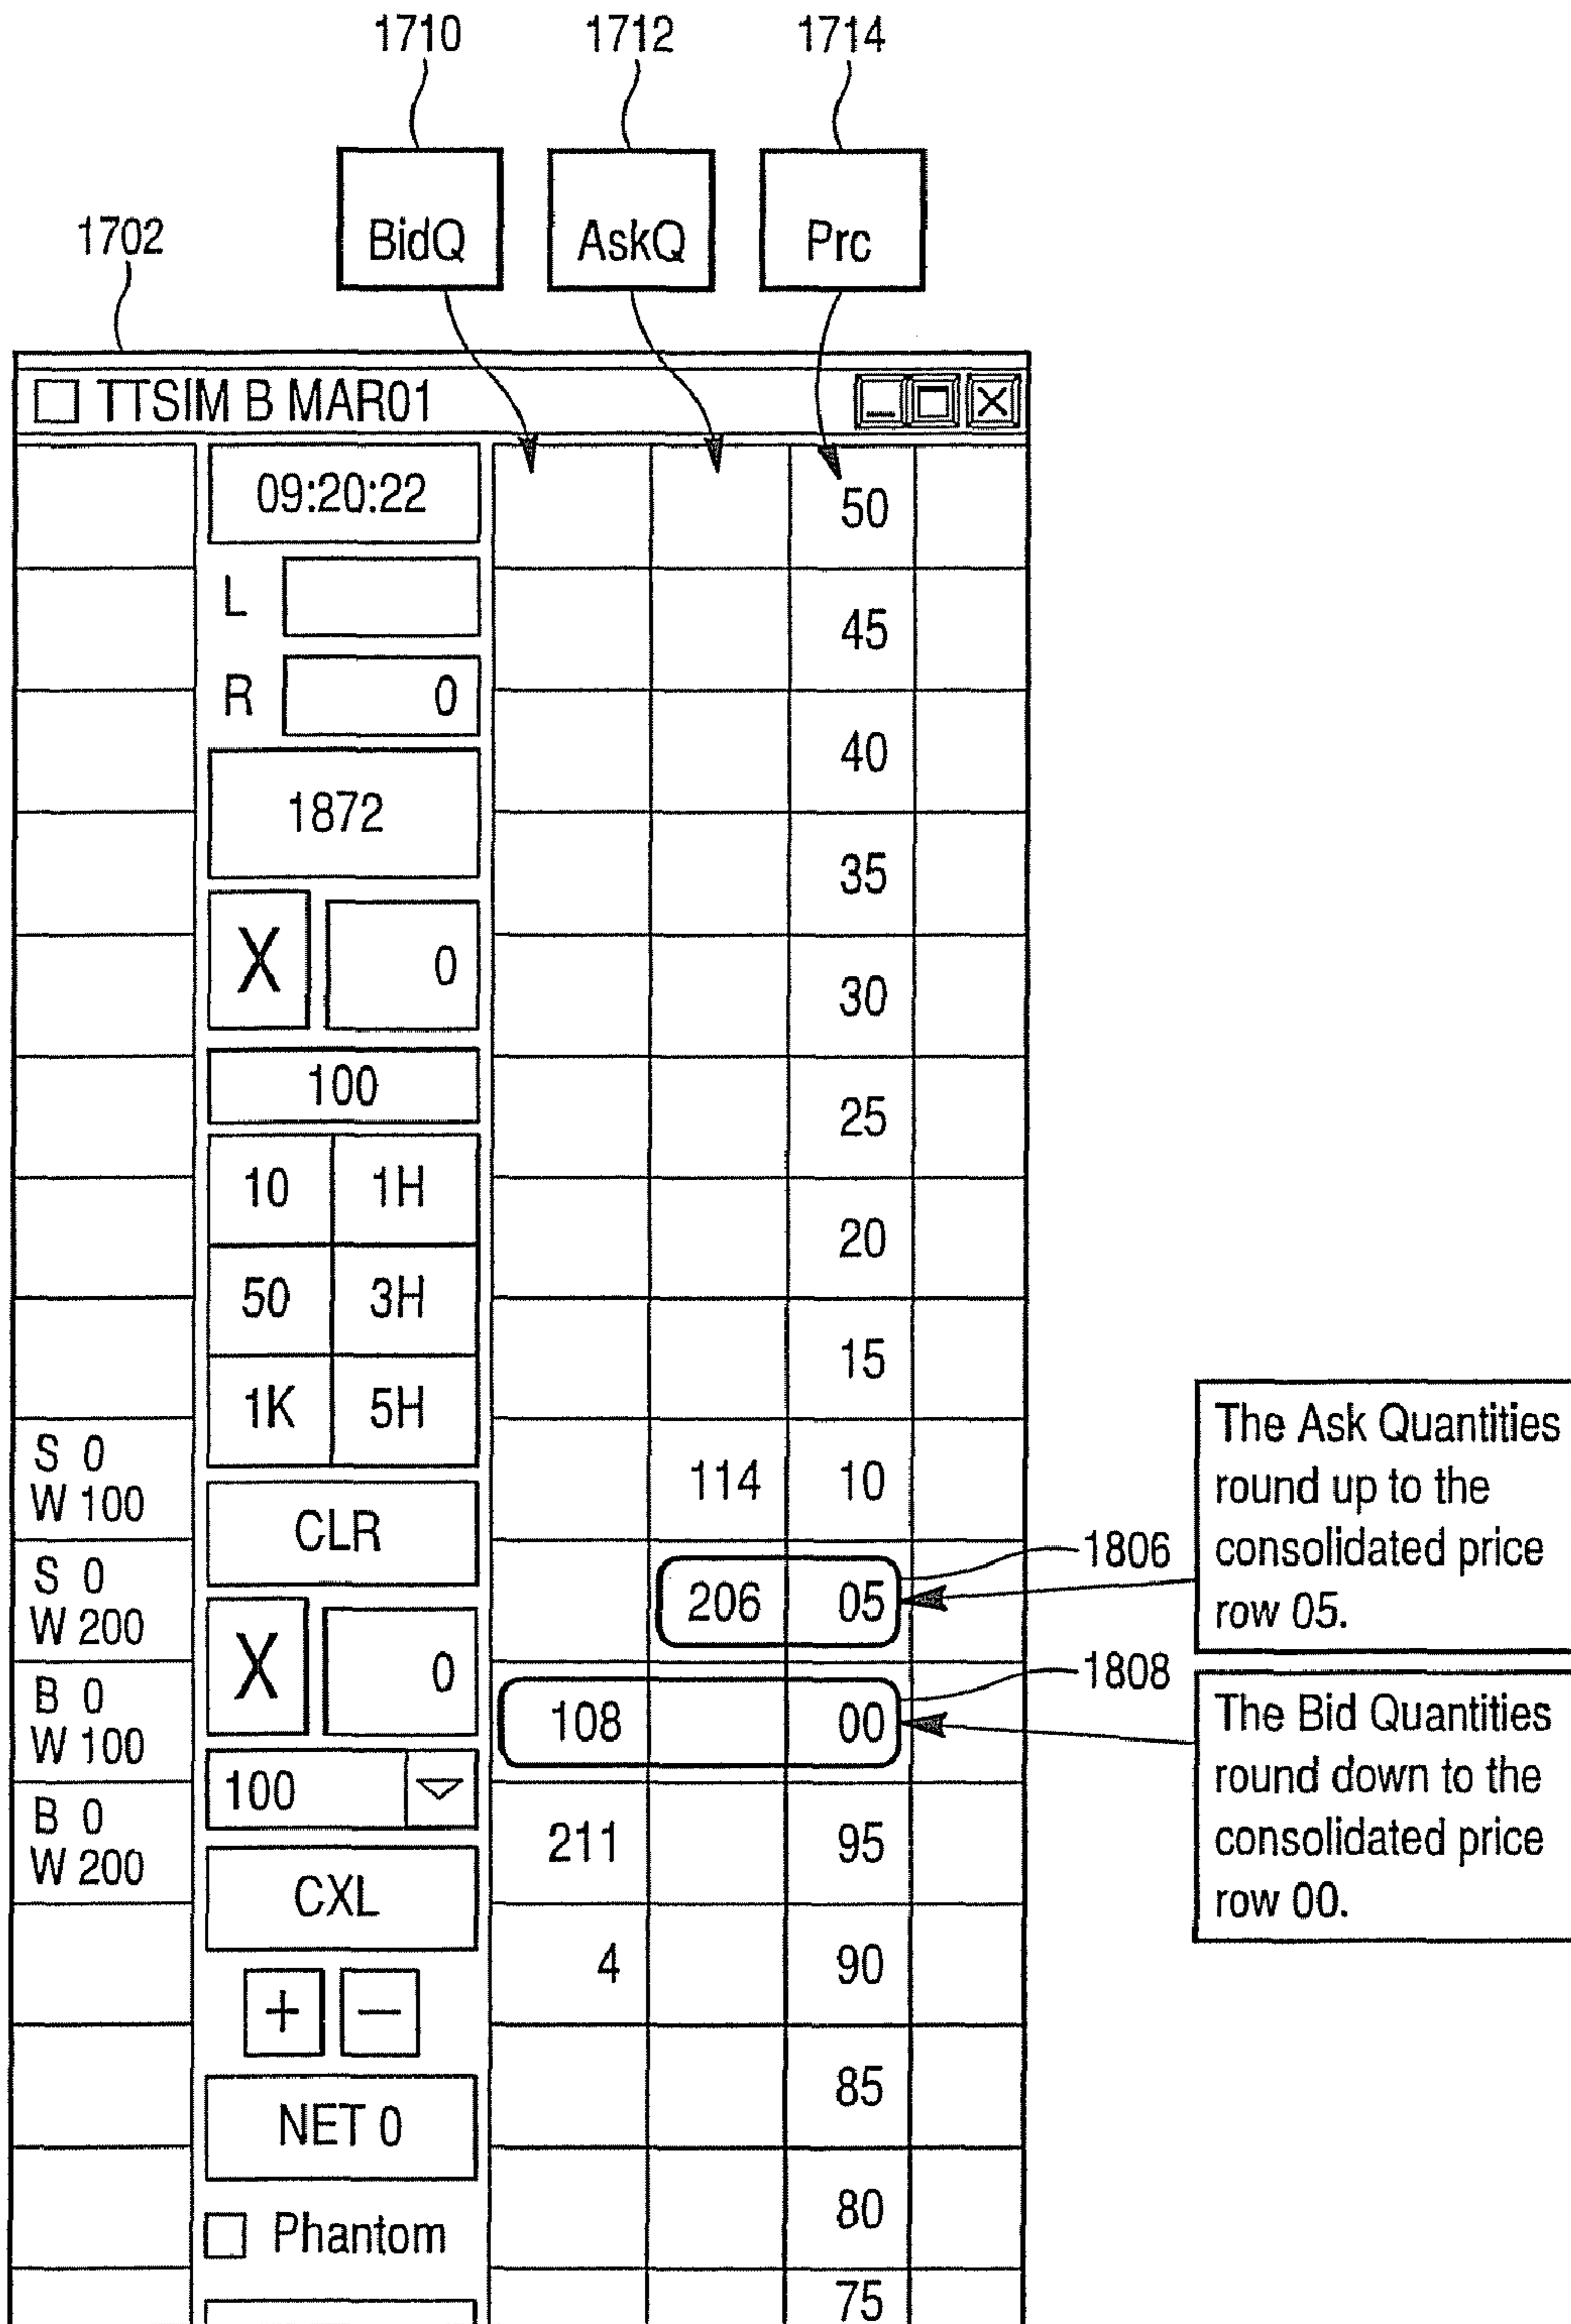 1710 1712 1714
BidQ AskQ Prc
1702
TTSIM B MAR01
09:20:22
50
L
45
R 0
40
1872
35
X 0
30
100
25
10 1H
20
50 3H
15
1K 5H
S 0
W 100
114 10
CLR
S 0
W 200
206 05
1806
The Ask Quantities
round up to the
consolidated price
row 05.
X 0
B 0
W 100
108 00
1808
The Bid Quantities
round down to the
consolidated price
row 00.
100
B 0
W 200
211 95
CXL
4 90
+ −
85
NET 0
80
Phantom
75